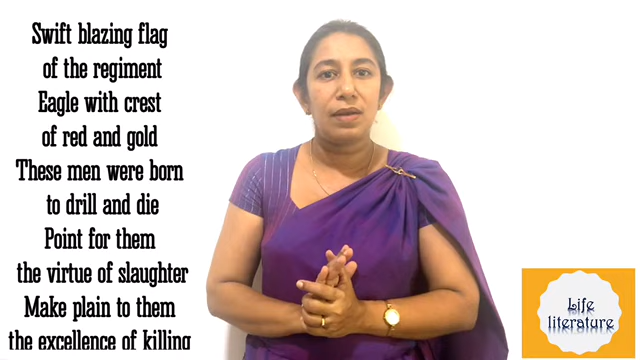 Swift blazing flag
of the regiment
Eagle with crest
of red and gold
These men were born
to drill and die
Point for them
the virtue of slaughter
Make plain to them
the excellence of killing
Life
literature